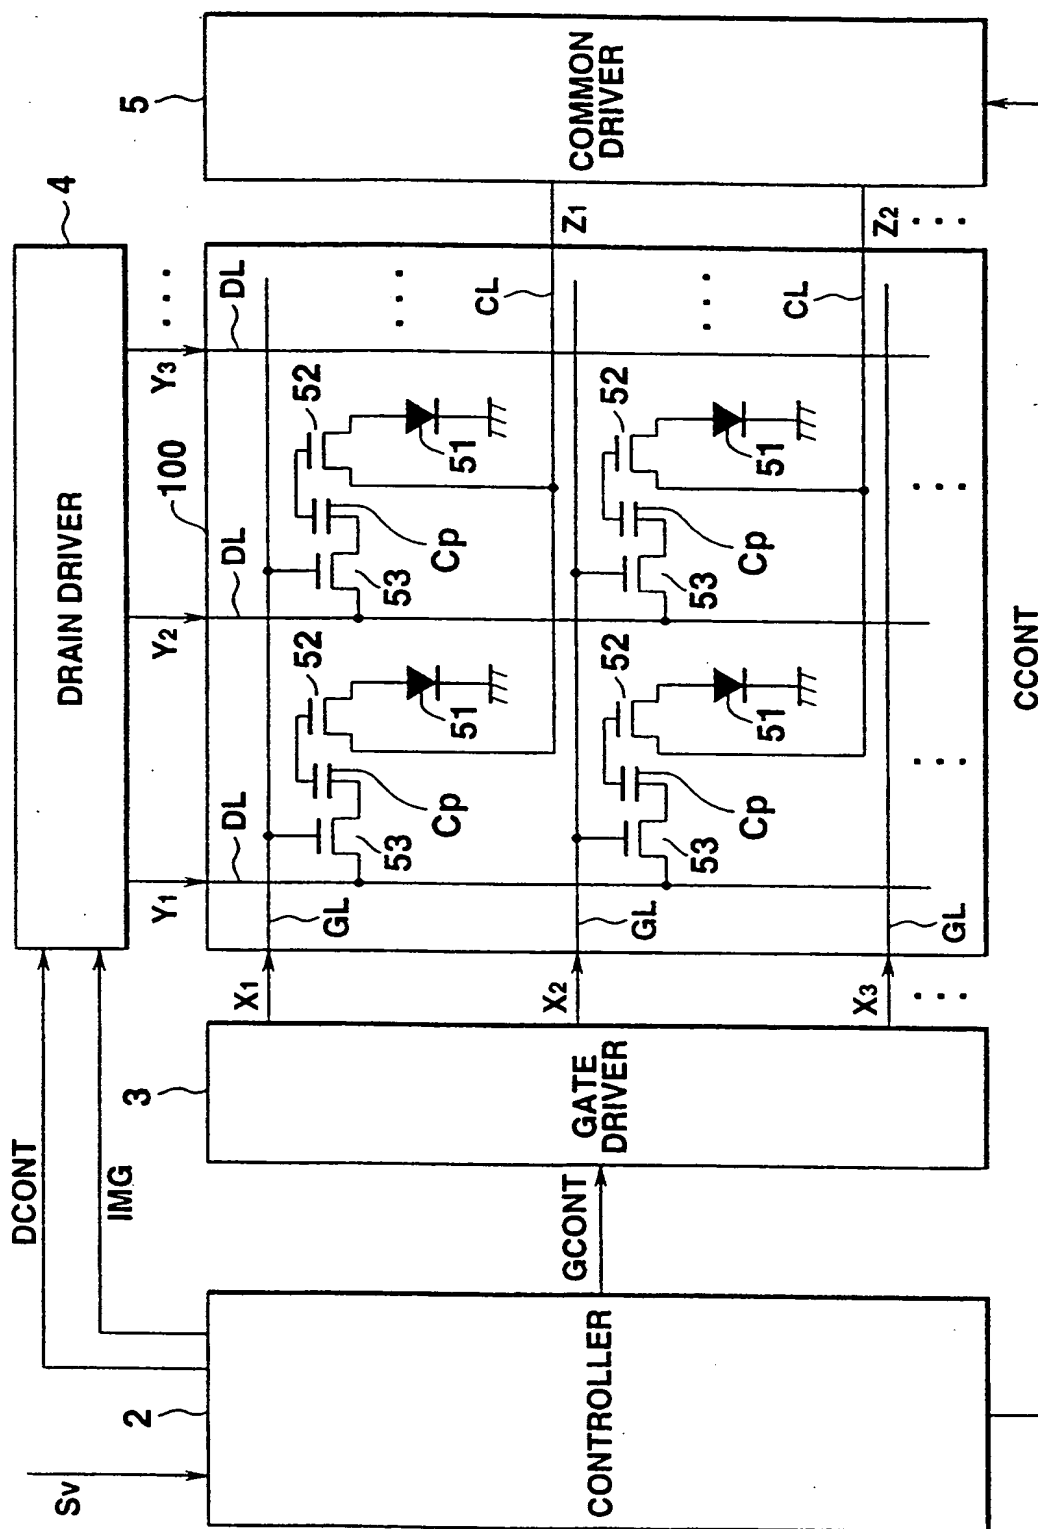 DRAIN DRIVER
4
5
COMMON
DRIVER
DCONT
IMG
Y1
Y2
Y3
. . .
100
DL
DL
DL
3
GATE
DRIVER
GCONT
2
CONTROLLER
Sv
X1
X2
X3
. . .
GL
GL
GL
53
Cp
52
51
53
Cp
52
51
. . .
CL
Z1
53
Cp
52
51
53
Cp
52
51
. . .
CL
Z2
. . .
. . .
. . .
CCONT